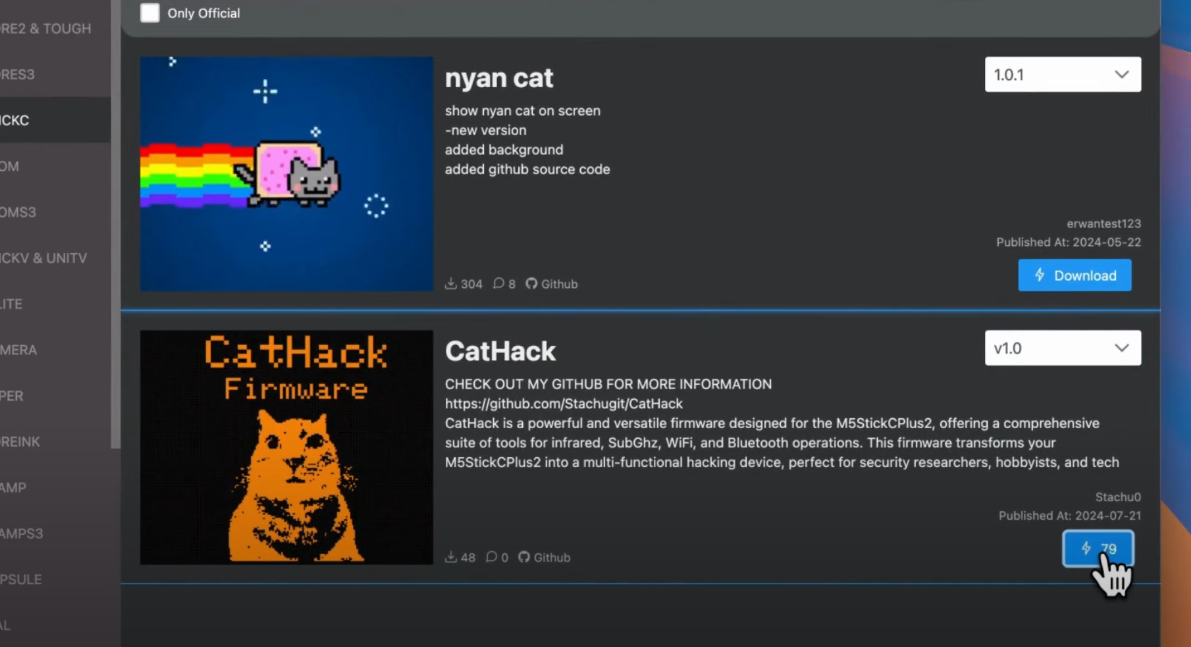 RE2 & TOUGH
Only Official
RES3
CKC
OM
OMS3
CKV & UNITV
LITE
MERA
PER
REINK
AMP
AMPS3
PSULE
AL
nyan cat
1.0.1
show nyan cat on screen
-new version
added background
added github source code
erwantest123
Published At: 2024-05-22
304 8 Github
Download
CatHack
Firmware
CatHack
v1.0
CHECK OUT MY GITHUB FOR MORE INFORMATION
https://github.com/Stachugit/CatHack
CatHack is a powerful and versatile firmware designed for the M5StickCPlus2, offering a comprehensive
suite of tools for infrared, SubGhz, WiFi, and Bluetooth operations. This firmware transforms your
M5StickCPlus2 into a multi-functional hacking device, perfect for security researchers, hobbyists, and tech
Stachu0
Published At: 2024-07-21
48 0 Github
79